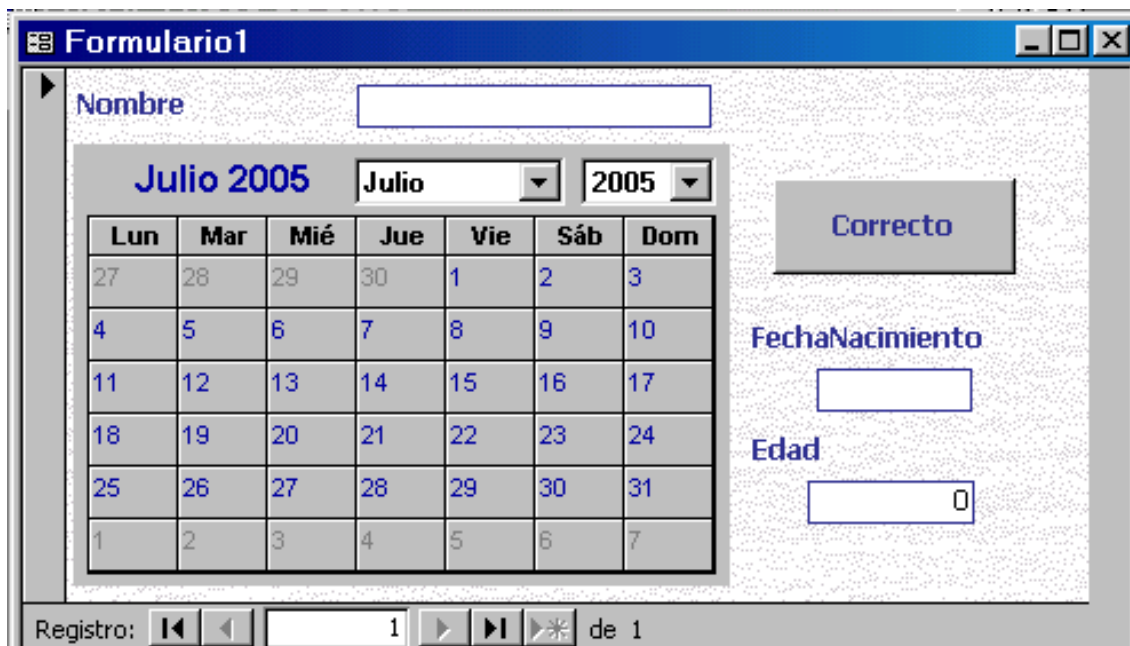 Formulario1
Nombre
Julio 2005 Julio 2005
Lun Mar Mié Jue Vie Sáb Dom
27 28 29 30 1 2 3
4 5 6 7 8 9 10
11 12 13 14 15 16 17
18 19 20 21 22 23 24
25 26 27 28 29 30 31
1 2 3 4 5 6 7
Correcto
FechaNacimiento
Edad
0
Registro: 1 de 1